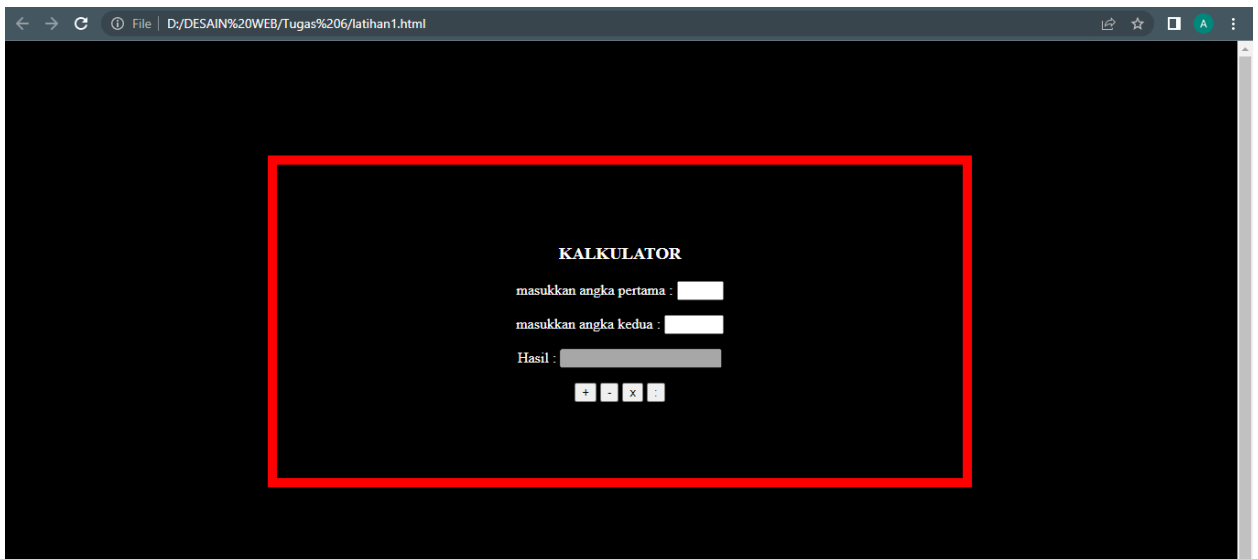 File D:/DESAIN%20WEB/Tugas%206/latihan1.html A
KALKULATOR
masukkan angka pertama :
masukkan angka kedua :
Hasil :
+ - x :